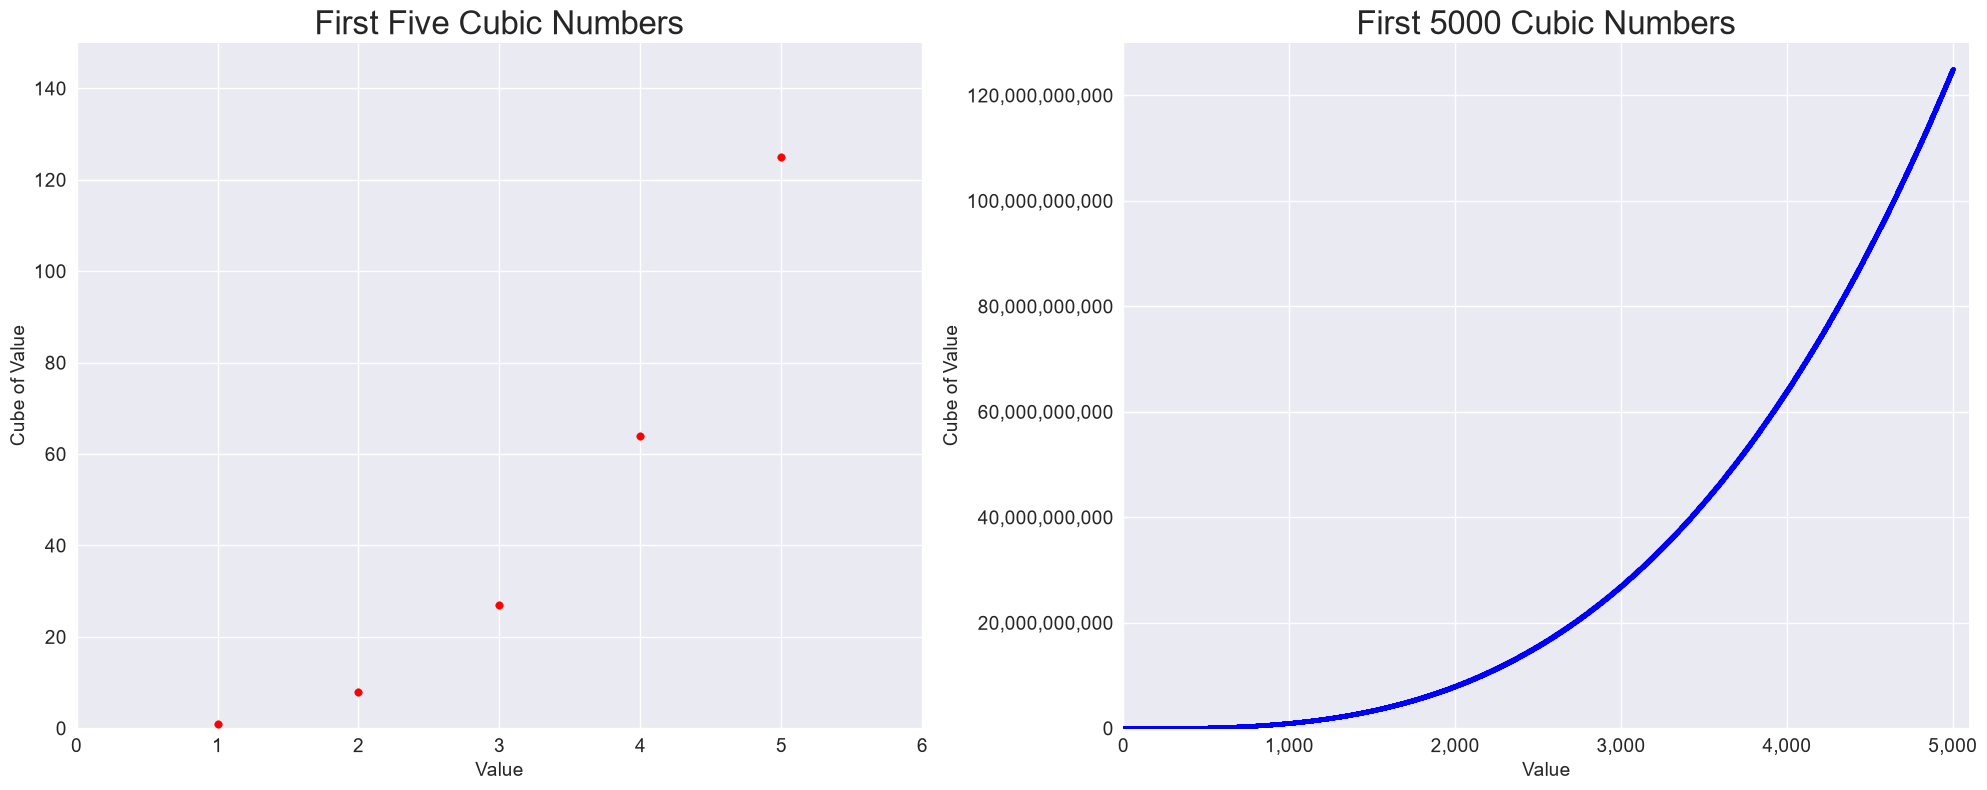 First Five Cubic Numbers
140
120
100
80
60
40
20
0
Cube of Value
0 1 2 3 4 5 6
Value
First 5000 Cubic Numbers
120,000,000,000
100,000,000,000
80,000,000,000
60,000,000,000
40,000,000,000
20,000,000,000
0
Cube of Value
0 1,000 2,000 3,000 4,000 5,000
Value